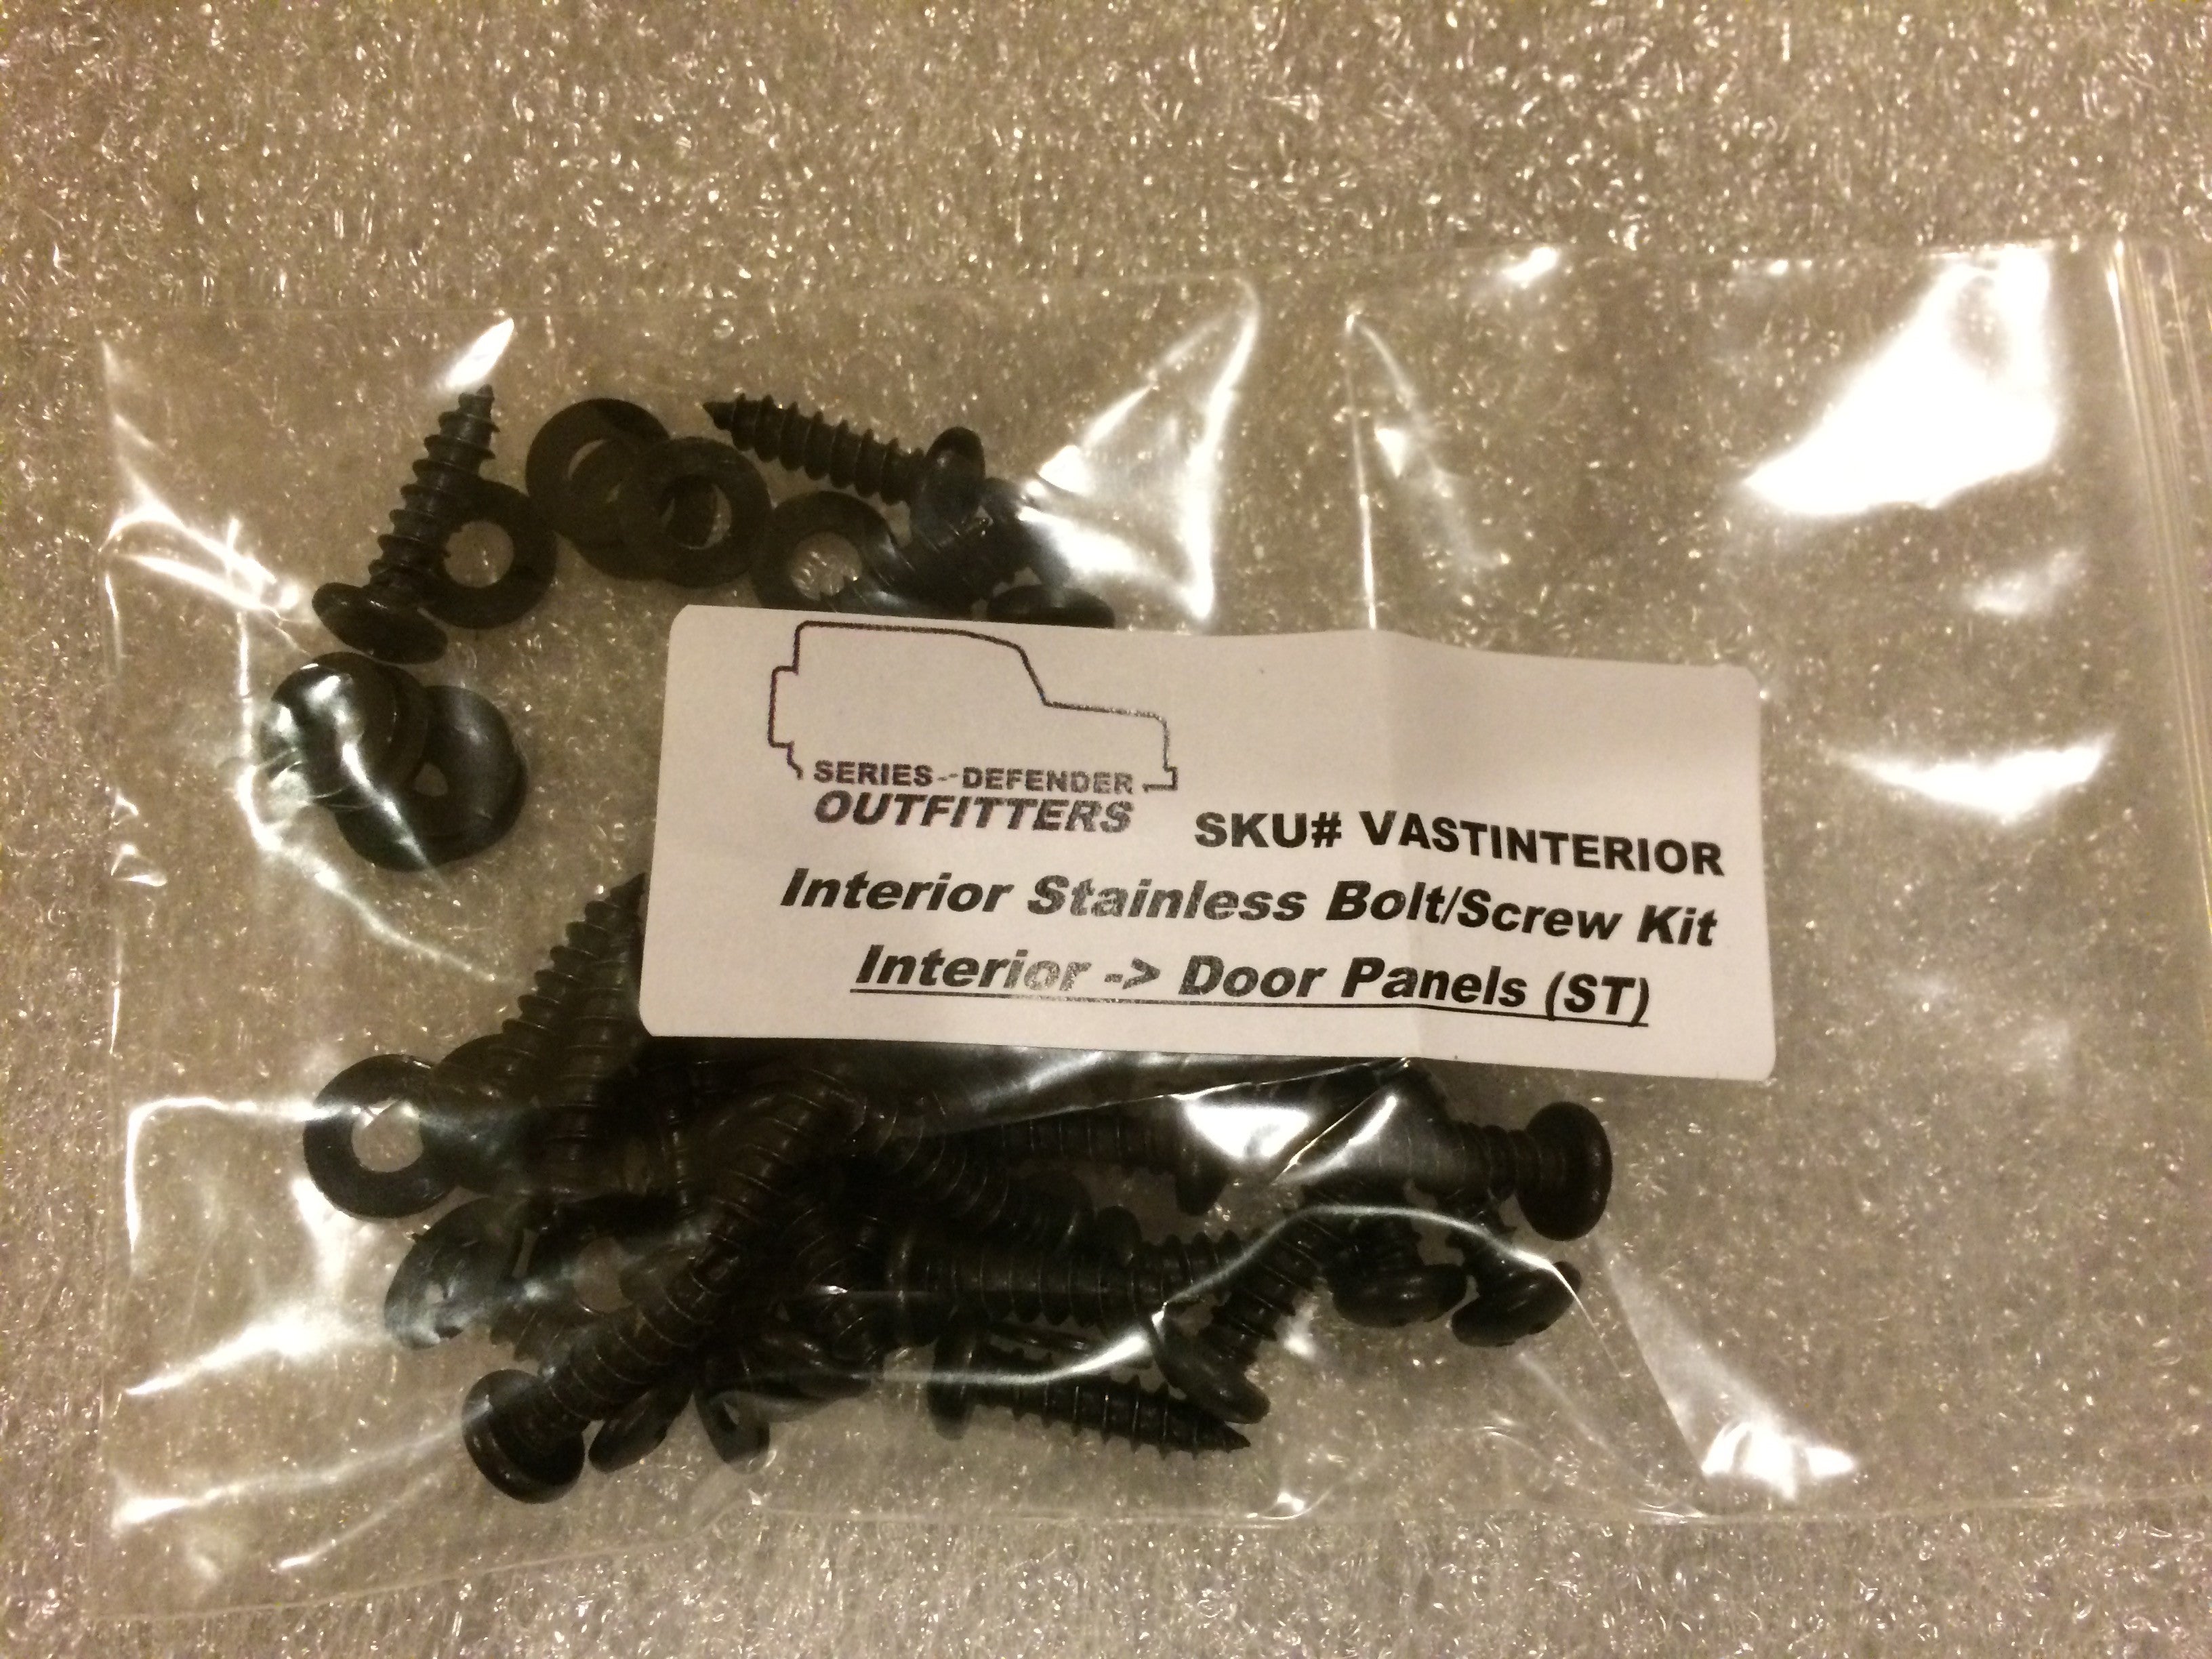 SERIES--DEFENDER
OUTFITTERS
SKU# VASTINTERIOR
Interior Stainless Bolt/Screw Kit
Interior -> Door Panels (ST)